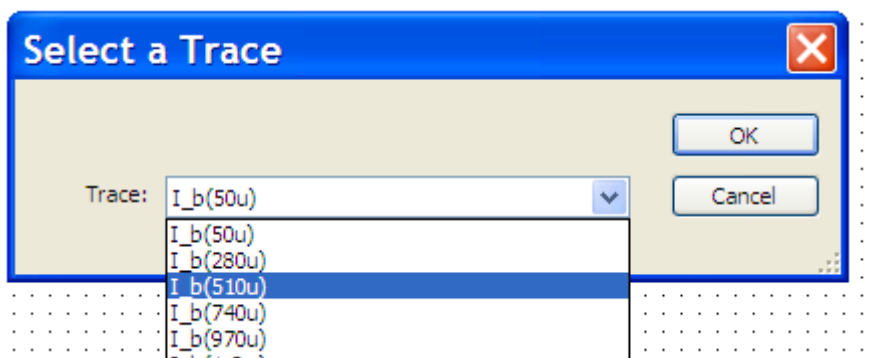 Select a Trace
OK
Trace: I_b(50u)
Cancel
I_b(50u)
I_b(280u)
I_b(510u)
I_b(740u)
I_b(970u)